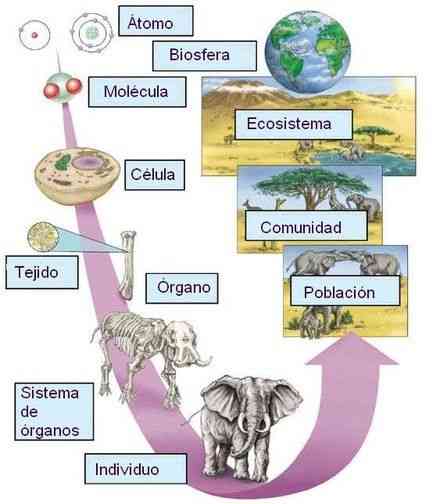 Átomo
Biosfera
Molécula
Ecosistema
Célula
Comunidad
Tejido
Órgano
Población
Sistema
de
órganos
Individuo